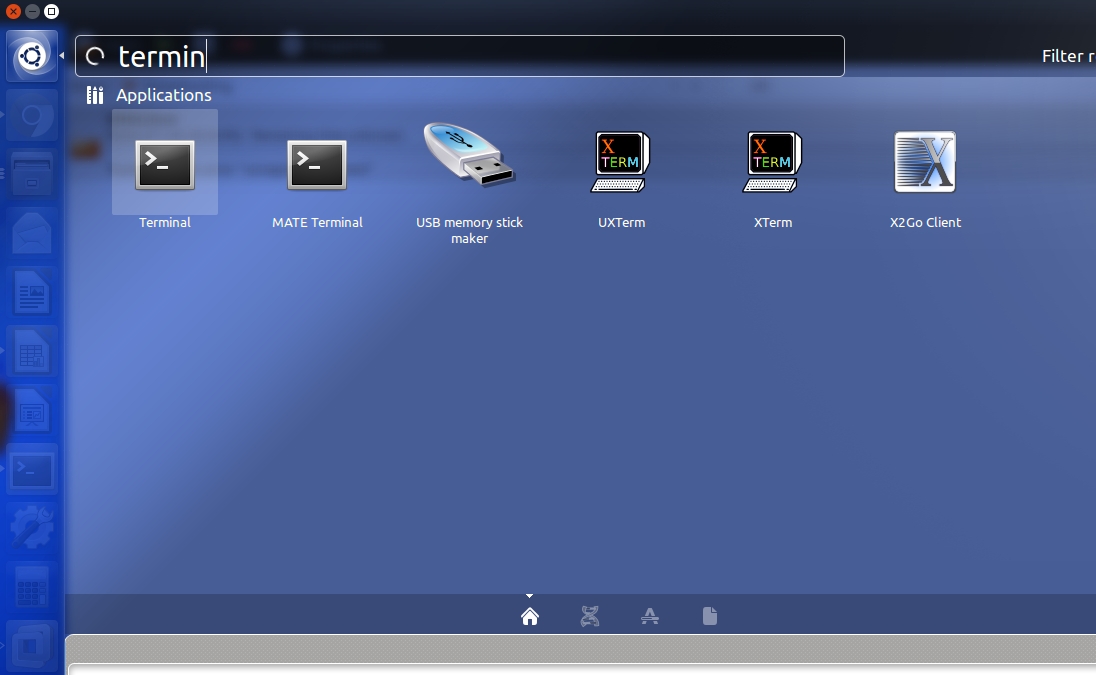 termin
Filter r
Applications
Terminal
MATE Terminal
USB memory stick
maker
X
TERM
UXTerm
X
TERM
XTerm
X
X2Go Client